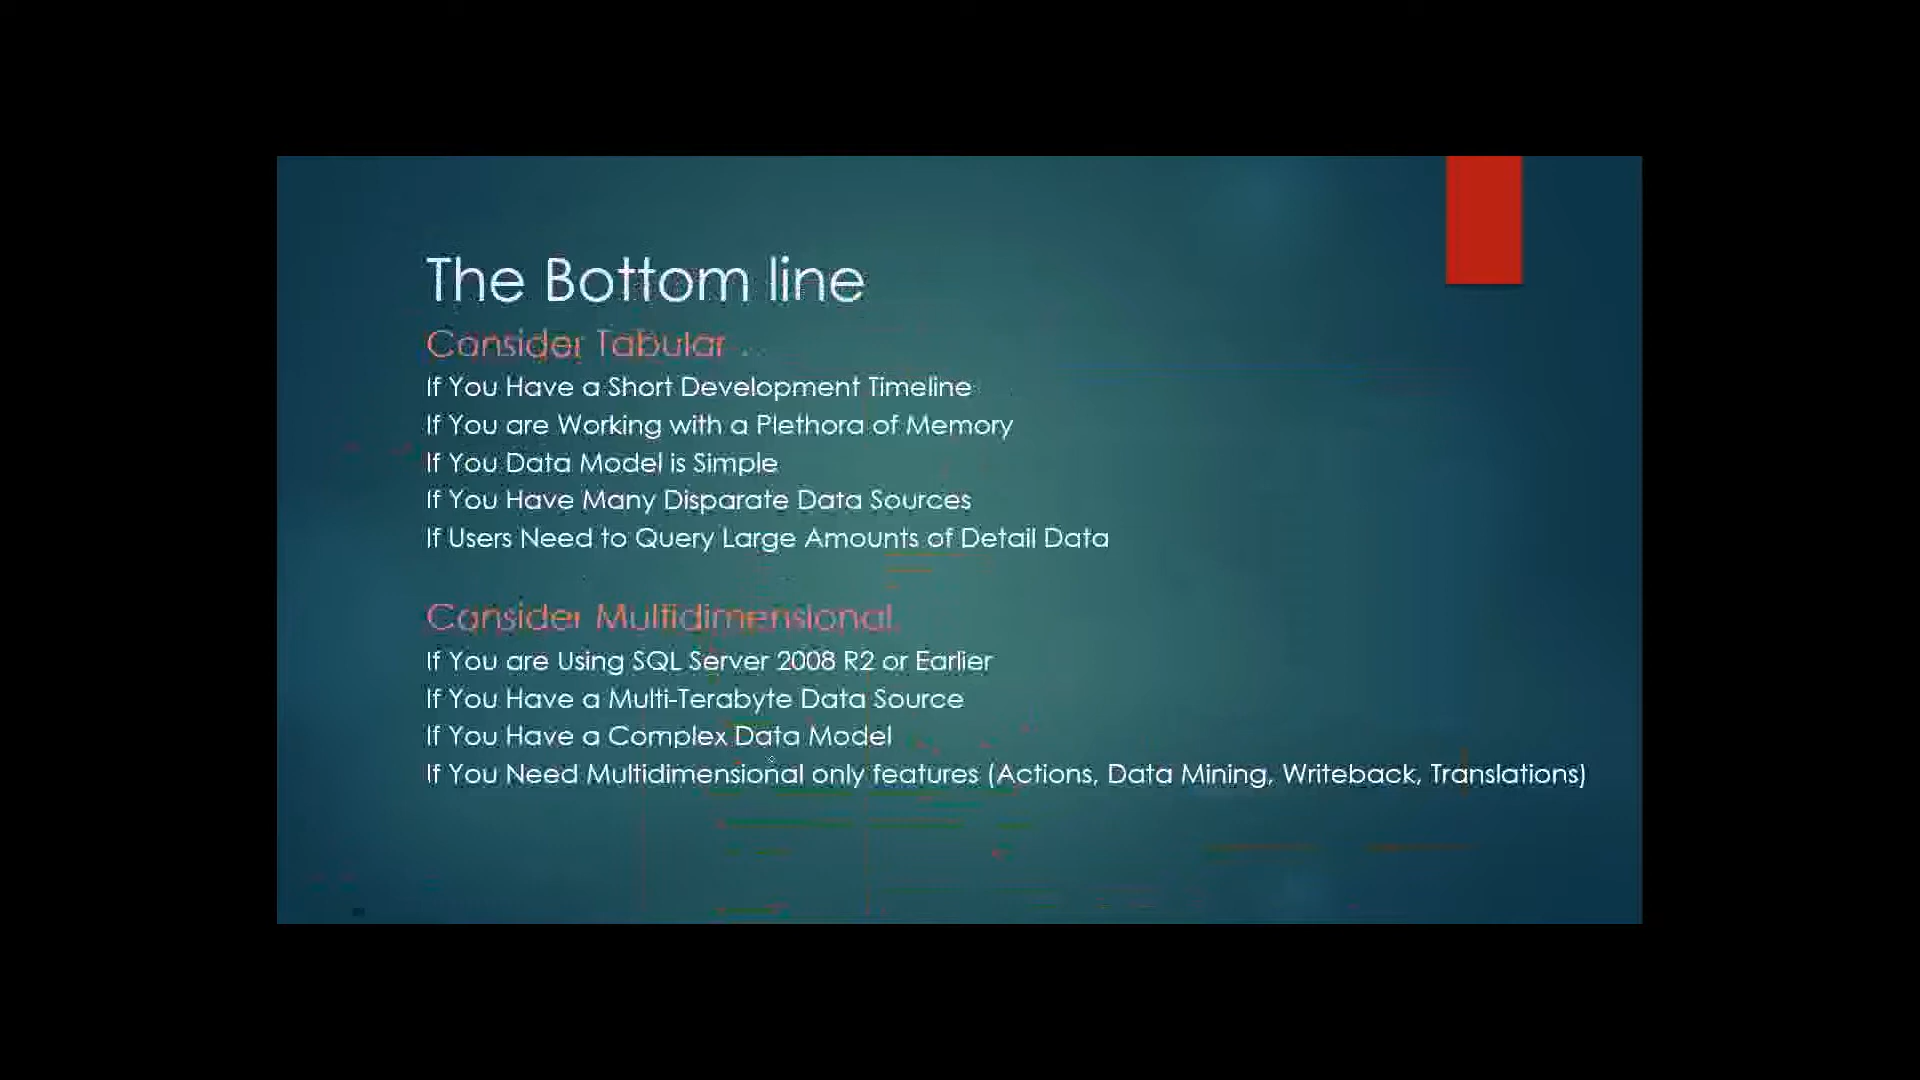 The Bottom line
Consider Tabular
If You Have a Short Development Timeline
If You are Working with a Plethora of Memory
If You Data Model is Simple
If You Have Many Disparate Data Sources
If Users Need to Query Large Amounts of Detail Data
Consider Multidimensional
If You are Using SQL Server 2008 R2 or Earlier
If You Have a Multi-Terabyte Data Source
If You Have a Complex Data Model
If You Need Multidimensional only features (Actions, Data Mining, Writeback, Translations)